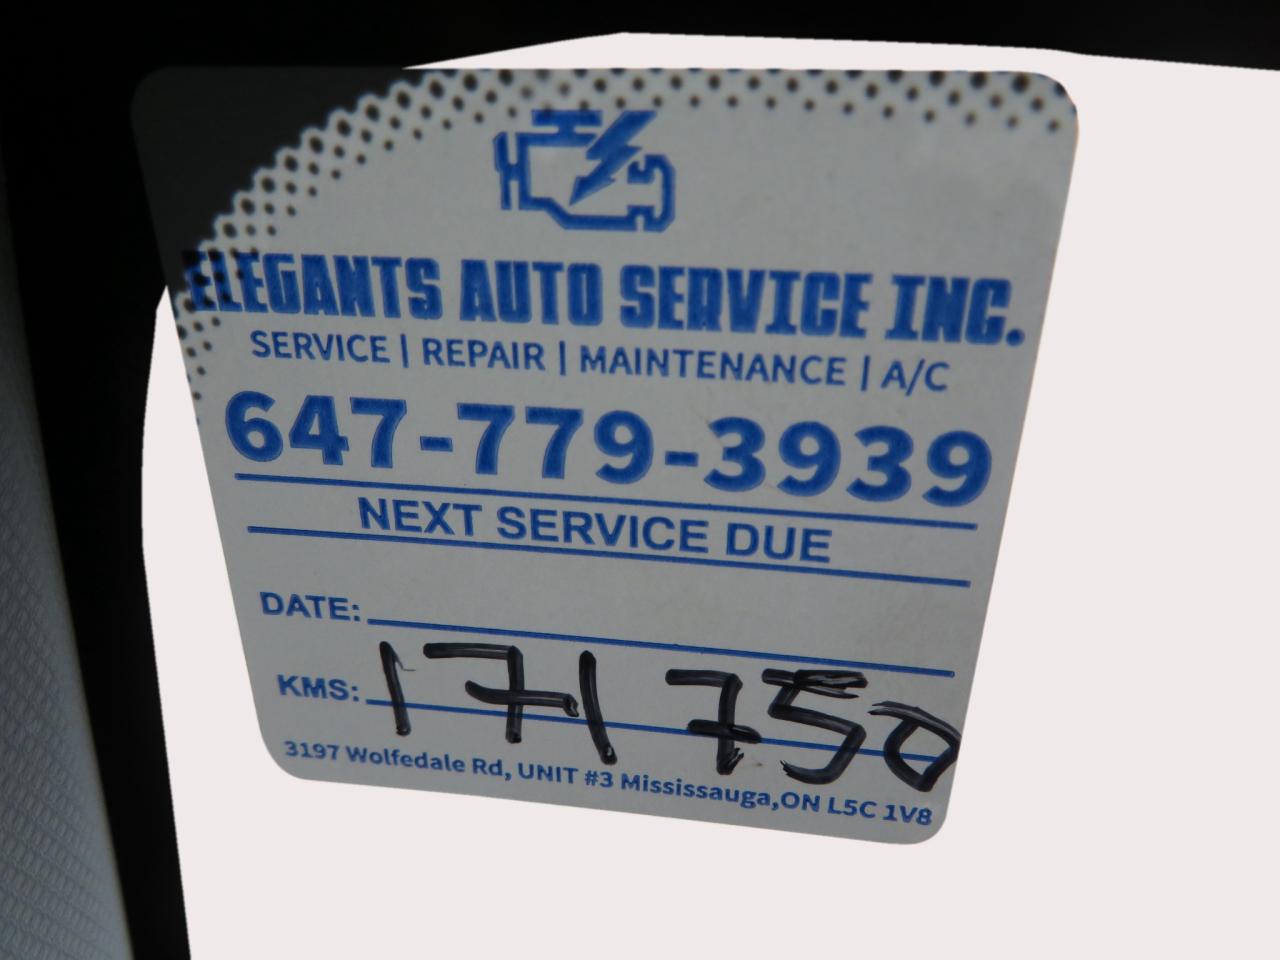 ELEGANTS AUTO SERVICE INC.
SERVICE | REPAIR | MAINTENANCE | A/C
647-779-3939
NEXT SERVICE DUE
DATE:
KMS: 171750
3197 Wolfedale Rd, UNIT #3 Mississauga,ON L5C 1V8